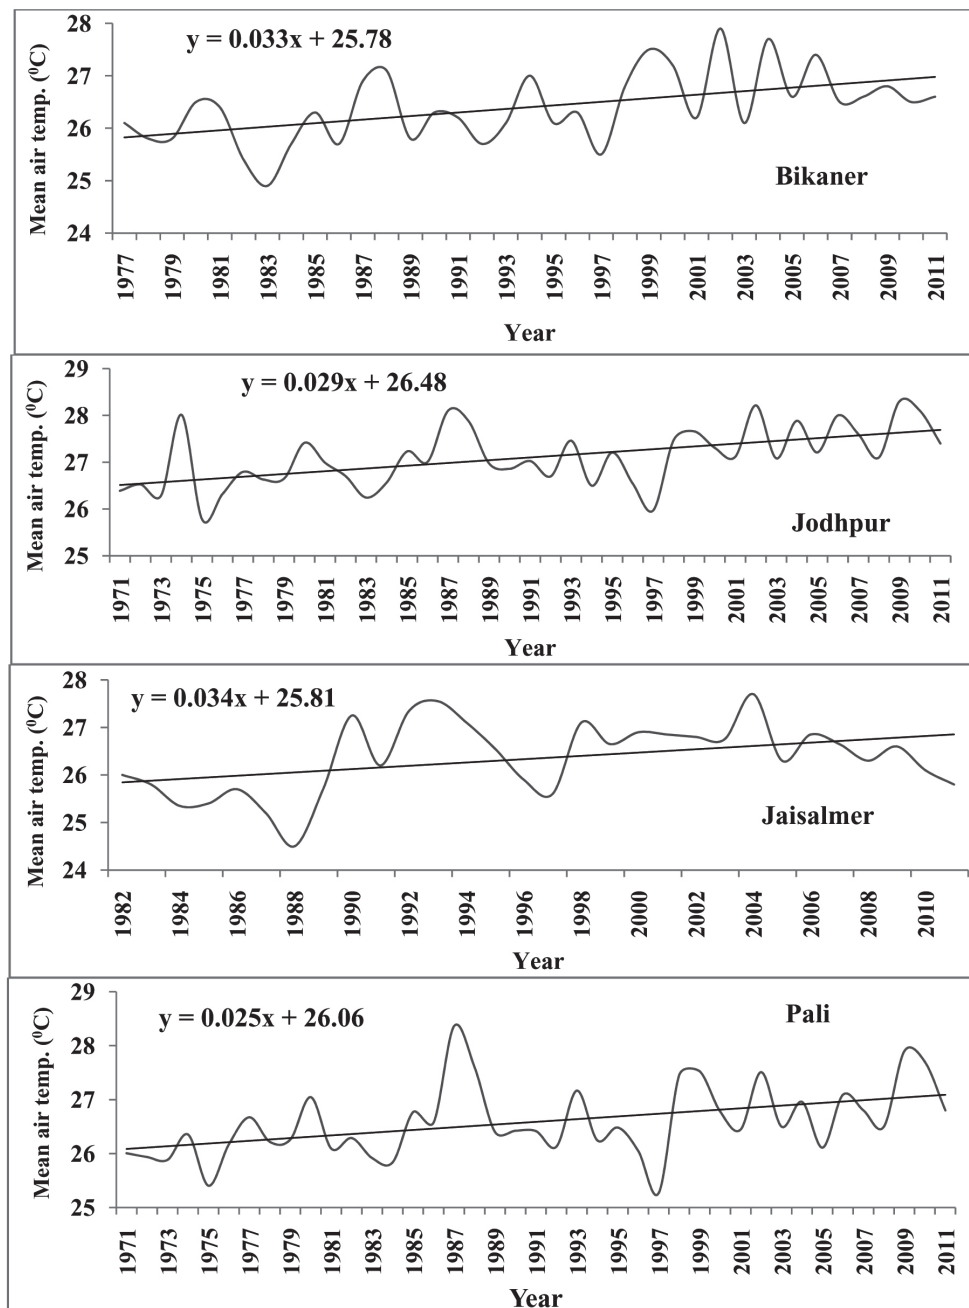 y = 0.033x + 25.78
Mean air temp. (⁰C)
28
27
26
25
24
Bikaner
1977 1979 1981 1983 1985 1987 1989 1991 1993 1995 1997 1999 2001 2003 2005 2007 2009 2011
Year
y = 0.029x + 26.48
Mean air temp. (⁰C)
29
28
27
26
25
Jodhpur
1971 1973 1975 1977 1979 1981 1983 1985 1987 1989 1991 1993 1995 1997 1999 2001 2003 2005 2007 2009 2011
Year
y = 0.034x + 25.81
Mean air temp. (⁰C)
28
27
26
25
24
Jaisalmer
1982 1984 1986 1988 1990 1992 1994 1996 1998 2000 2002 2004 2006 2008 2010
Year
y = 0.025x + 26.06
Pali
Mean air temp. (⁰C)
29
28
27
26
25
1971 1973 1975 1977 1979 1981 1983 1985 1987 1989 1991 1993 1995 1997 1999 2001 2003 2005 2007 2009 2011
Year